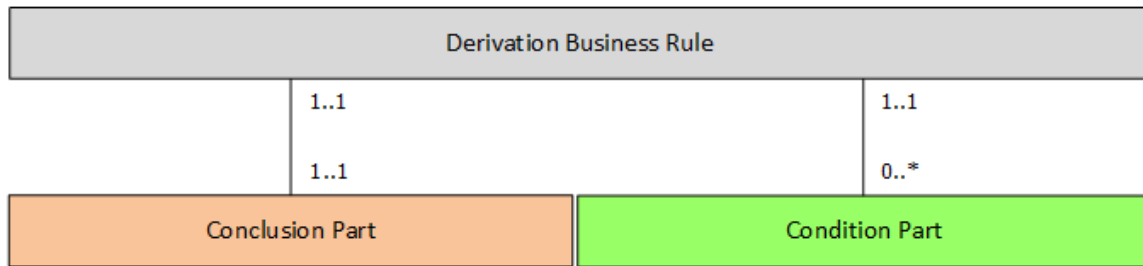 Derivation Business Rule
1..1
1..1
1..1
0..*
Conclusion Part
Condition Part